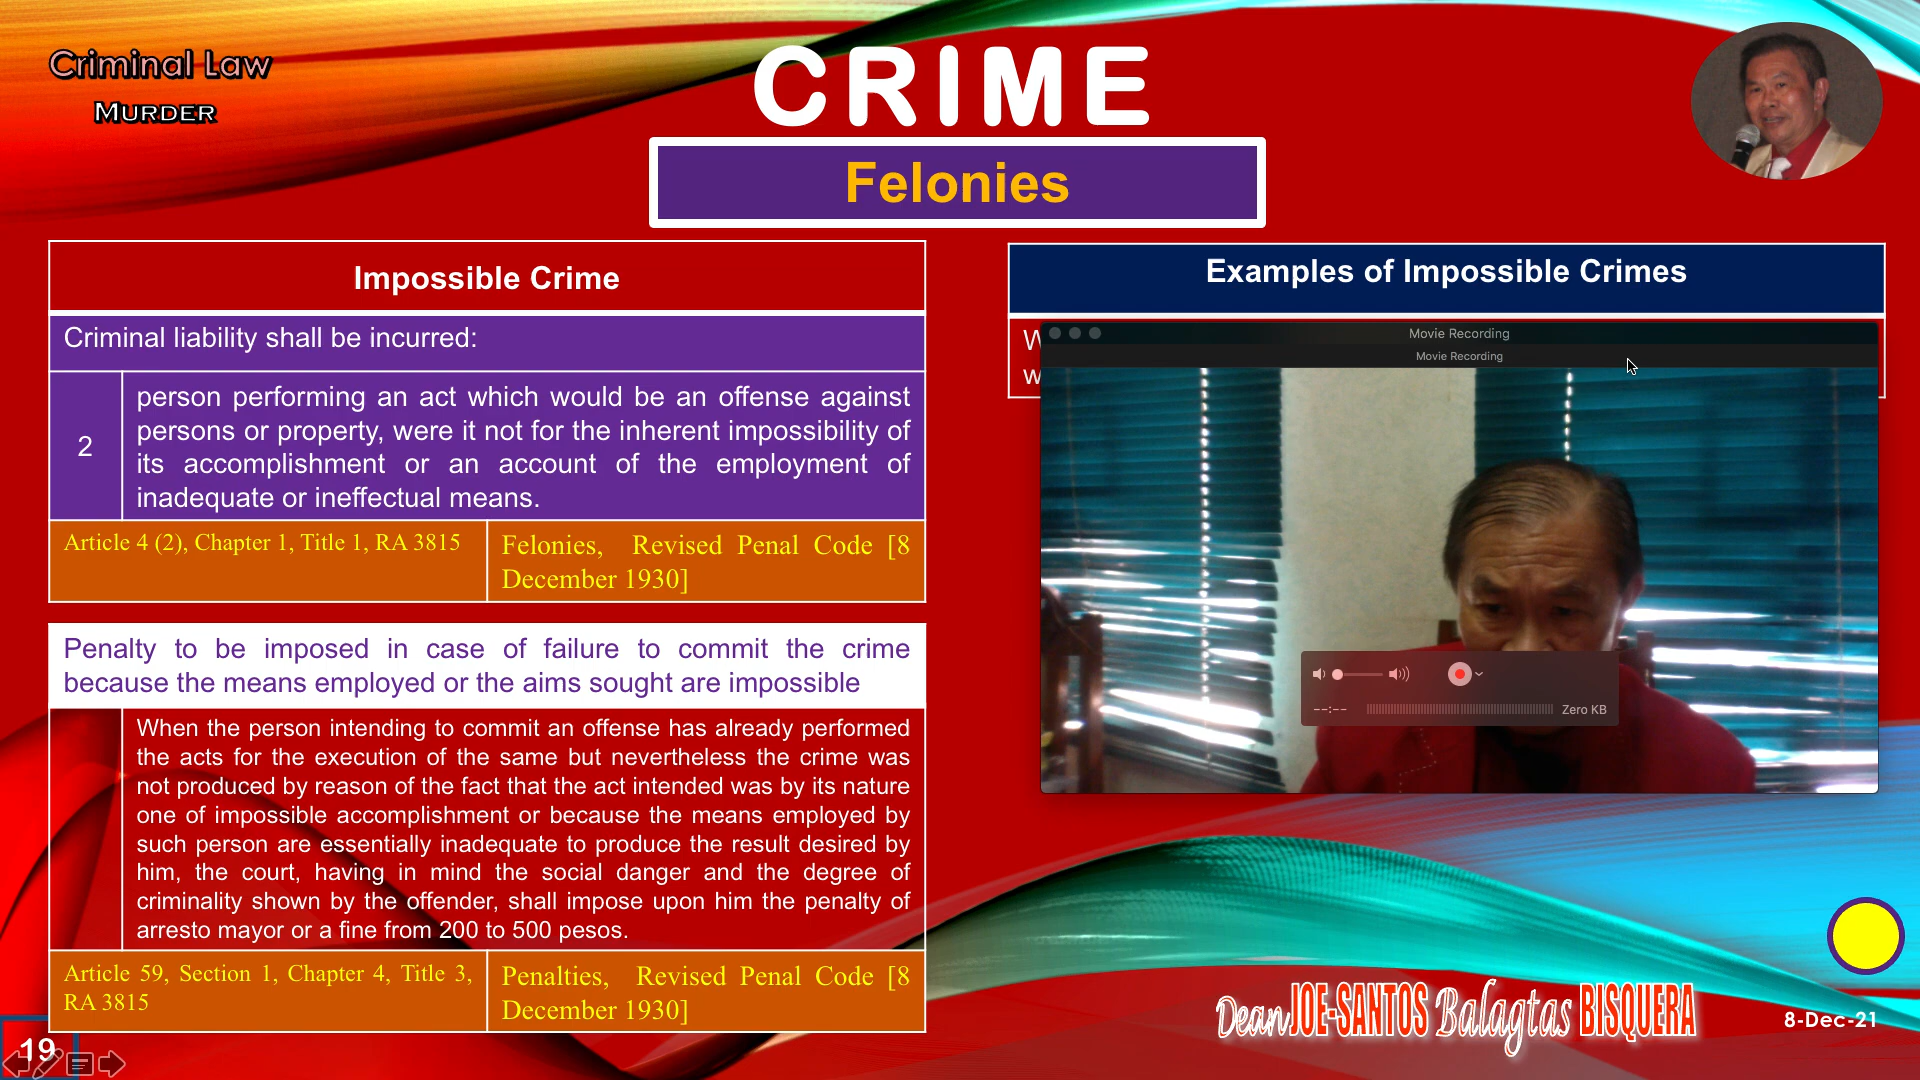 Criminal Law
MURDER
CRIME
Felonies
Impossible Crime
Criminal liability shall be incurred:
2
person performing an act which would be an offense against
persons or property, were it not for the inherent impossibility of
its accomplishment or an account of the employment of
inadequate or ineffectual means.
Article 4 (2), Chapter 1, Title 1, RA 3815
Felonies, Revised Penal Code [8
December 1930]
Penalty to be imposed in case of failure to commit the crime
because the means employed or the aims sought are impossible
When the person intending to commit an offense has already performed
the acts for the execution of the same but nevertheless the crime was
not produced by reason of the fact that the act intended was by its nature
one of impossible accomplishment or because the means employed by
such person are essentially inadequate to produce the result desired by
him, the court, having in mind the social danger and the degree of
criminality shown by the offender, shall impose upon him the penalty of
arresto mayor or a fine from 200 to 500 pesos.
Article 59, Section 1, Chapter 4, Title 3,
RA 3815
Penalties, Revised Penal Code [8
December 1930]
Examples of Impossible Crimes
Movie Recording
Movie Recording
--:--
Zero KB
Dean JOE-SANTOS Balagtas BISQUERA
8-Dec-21
19